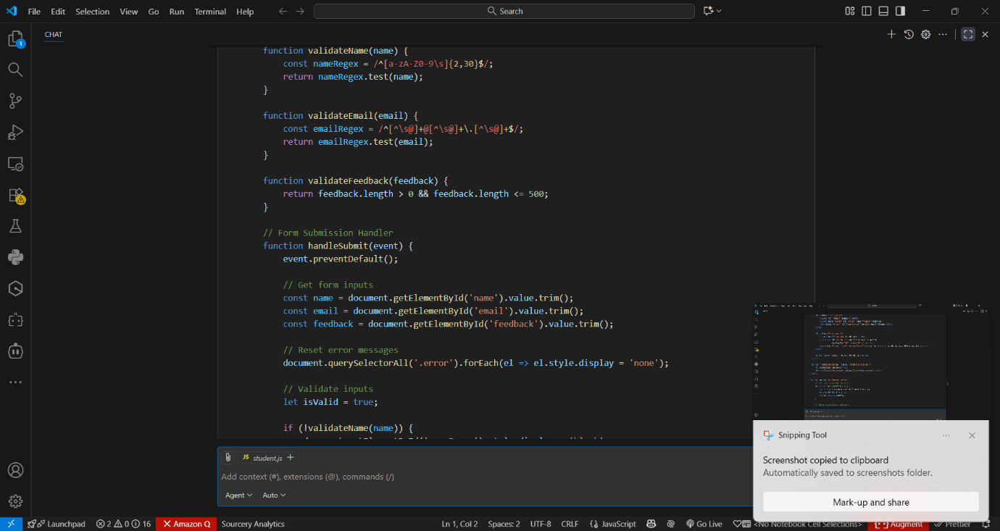 File Edit Selection View Go Run Terminal Help
Search
CHAT
1
function validateName(name) {
const nameRegex = /^[a-zA-Z0-9\s]{2,30}$/;
return nameRegex.test(name);
}
function validateEmail(email) {
const emailRegex = /^[^\s@]+@[^\s@]+\.[^\s@]+$/;
return emailRegex.test(email);
}
function validateFeedback(feedback) {
return feedback.length > 0 && feedback.length <= 500;
}
// Form Submission Handler
function handleSubmit(event) {
event.preventDefault();
// Get form inputs
const name = document.getElementById('name').value.trim();
const email = document.getElementById('email').value.trim();
const feedback = document.getElementById('feedback').value.trim();
// Reset error messages
document.querySelectorAll('.error').forEach(el => el.style.display = 'none');
// Validate inputs
let isValid = true;
if (!validateName(name)) {
JS student.js +
Add context (#), extensions (@), commands (/)
Agent Auto
Snipping Tool
Screenshot copied to clipboard
Automatically saved to screenshots folder.
Mark-up and share
Launchpad 2 0 16 Amazon Q Sourcery Analytics Ln 1, Col 2 Spaces: 2 UTF-8 CRLF {} JavaScript Go Live <No Notebook Cell Selections> Augment Prettier